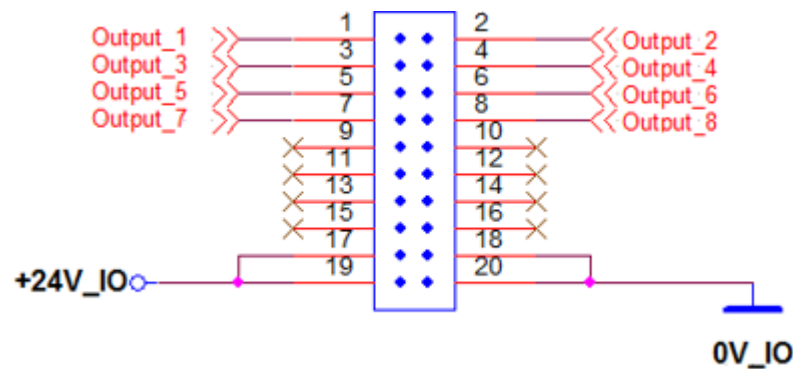 1 2
Output_1 Output_2
3 4
Output_3 Output_4
5 6
Output_5 Output_6
7 8
Output_7 Output_8
9 10
11 12
13 14
15 16
17 18
19 20
+24V_IO
0V_IO